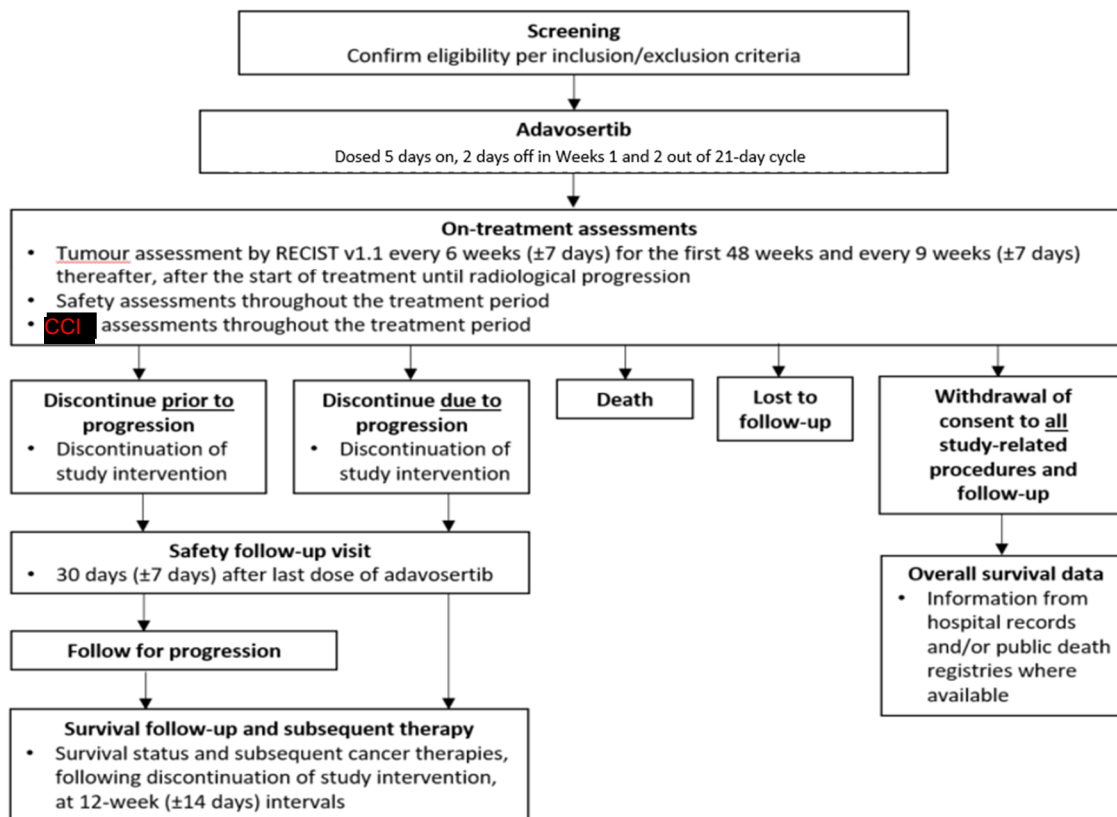 Screening
Confirm eligibility per inclusion/exclusion criteria
Adavosertib
Dosed 5 days on, 2 days off in Weeks 1 and 2 out of 21-day cycle
On-treatment assessments
• Tumour assessment by RECIST v1.1 every 6 weeks (±7 days) for the first 48 weeks and every 9 weeks (±7 days)
thereafter, after the start of treatment until radiological progression
• Safety assessments throughout the treatment period
• CCI assessments throughout the treatment period
Discontinue prior to
progression
• Discontinuation of
study intervention
Discontinue due to
progression
• Discontinuation of
study intervention
Death
Lost to
follow-up
Withdrawal of
consent to all
study-related
procedures and
follow-up
Safety follow-up visit
• 30 days (±7 days) after last dose of adavosertib
Overall survival data
• Information from
hospital records
and/or public death
registries where
available
Follow for progression
Survival follow-up and subsequent therapy
• Survival status and subsequent cancer therapies,
following discontinuation of study intervention,
at 12-week (±14 days) intervals